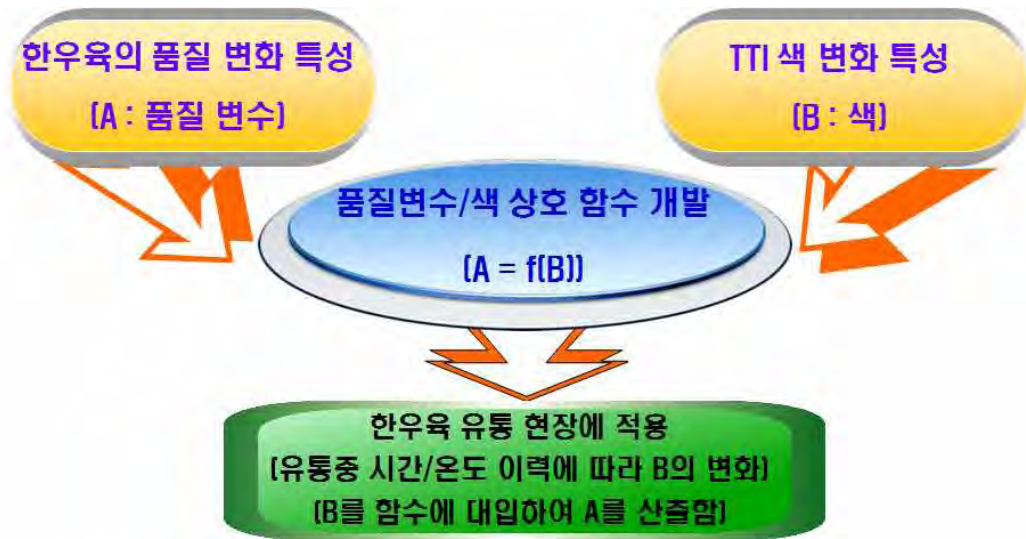 한우육의 품질 변화 특성
(A : 품질 변수)
TTI 색 변화 특성
(B : 색)
품질변수/색 상호 함수 개발
(A = f(B))
한우육 유통 현장에 적용
(유통중 시간/온도 이력에 따라 B의 변화)
(B를 함수에 대입하여 A를 산출함)